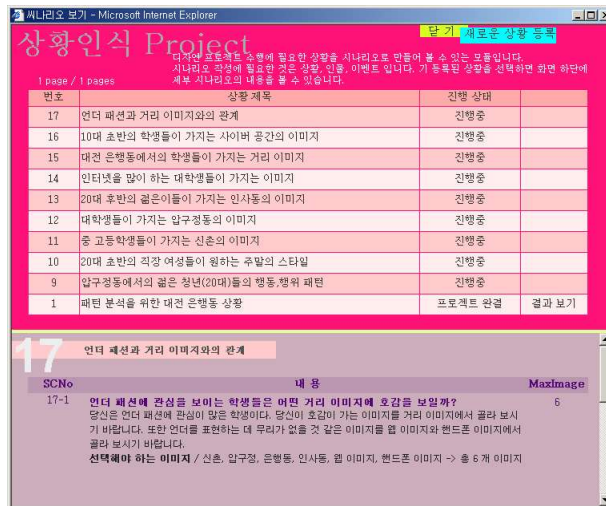 씨나리오 보기 - Microsoft Internet Explorer
닫 기 새로운 상황 등록
상황인식 Project
디자인 프로젝트 수행에 필요한 상황을 시나리오로 만들어 볼 수 있는 모듈입니다.
시나리오 작성에 필요한 것은 상황, 인물, 이벤트 입니다. 기 등록된 상황을 선택하면 화면 하단에
세부 시나리오의 내용을 볼 수 있습니다.
1 page / 1 pages
번호 상황 제목 진행 상태
17 언더 패션과 거리 이미지와의 관계 진행중
16 10대 초반의 학생들이 가지는 사이버 공간의 이미지 진행중
15 대전 은행동에서의 학생들이 가지는 거리 이미지 진행중
14 인터넷을 많이 하는 대학생들이 가지는 이미지 진행중
13 20대 후반의 젊은이들이 가지는 인사동의 이미지 진행중
12 대학생들이 가지는 압구정동의 이미지 진행중
11 중 고등학생들이 가지는 신촌의 이미지 진행중
10 20대 초반의 직장 여성들이 원하는 주말의 스타일 진행중
9 압구정동에서의 젊은 청년(20대)들의 행동,행위 패턴 진행중
1 패턴 분석을 위한 대전 은행동 상황 프로젝트 완결 결과 보기
17 언더 패션과 거리 이미지와의 관계
SCNo 내 용 MaxImage
17-1 언더 패션에 관심을 보이는 학생들은 어떤 거리 이미지에 호감을 보일까? 6
당신은 언더 패션에 관심이 많은 학생이다. 당신이 호감이 가는 이미지를 거리 이미지에서 골라 보시
기 바랍니다. 또한 언더를 표현하는 데 무리가 없을 것 같은 이미지를 웹 이미지와 핸드폰 이미지에서
골라 보시기 바랍니다.
선택해야 하는 이미지 / 신촌, 압구정, 은행동, 인사동, 웹 이미지, 핸드폰 이미지 -> 총 6 개 이미지